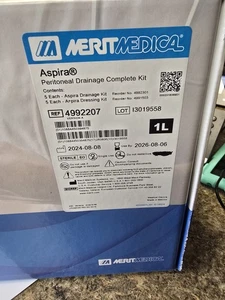 MERITMEDICAL®
Aspira®
Peritoneal Drainage Complete Kit
Contents:
5 Each - Aspira Drainage Kit
5 Each - Aspira Dressing Kit
REF 4992207
LOT I3019558
1L
2024-08-08
2026-08-06
STERILE EO
MERITMEDICAL